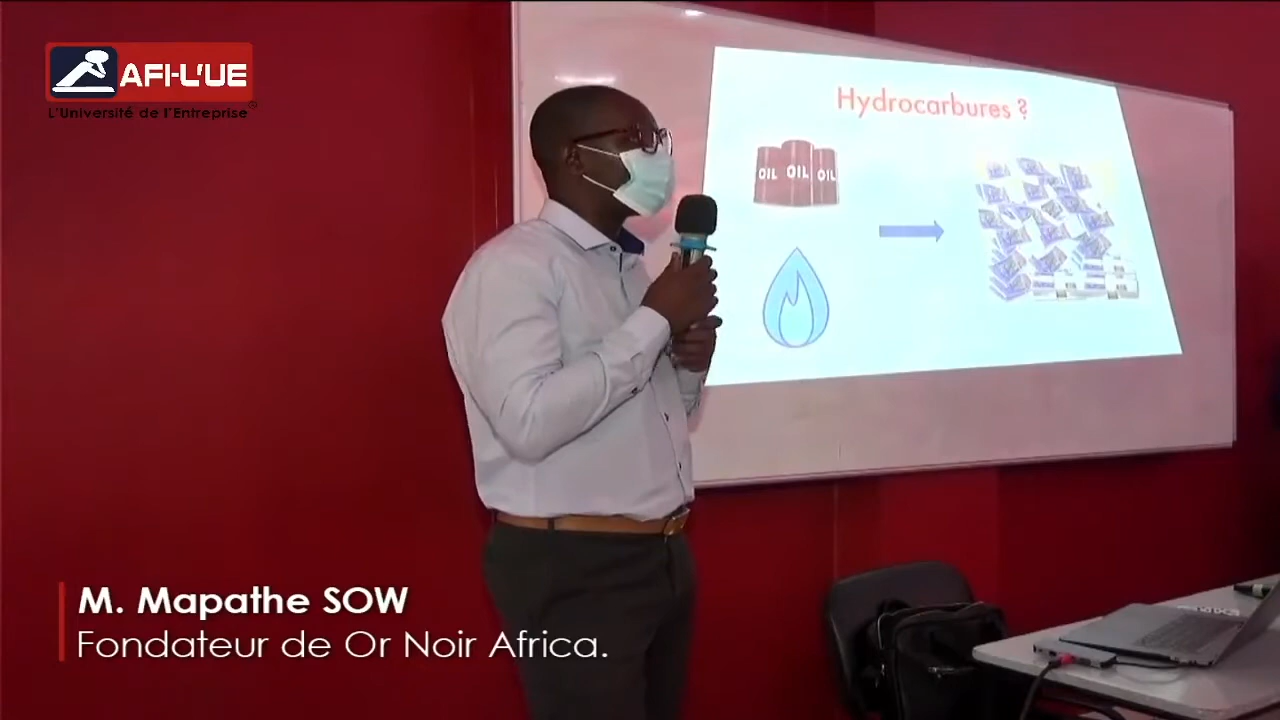 AFI-L'UE
L'Université de l'Entreprise®
Hydrocarbures ?
OIL OIL OIL
M. Mapathe SOW
Fondateur de Or Noir Africa.